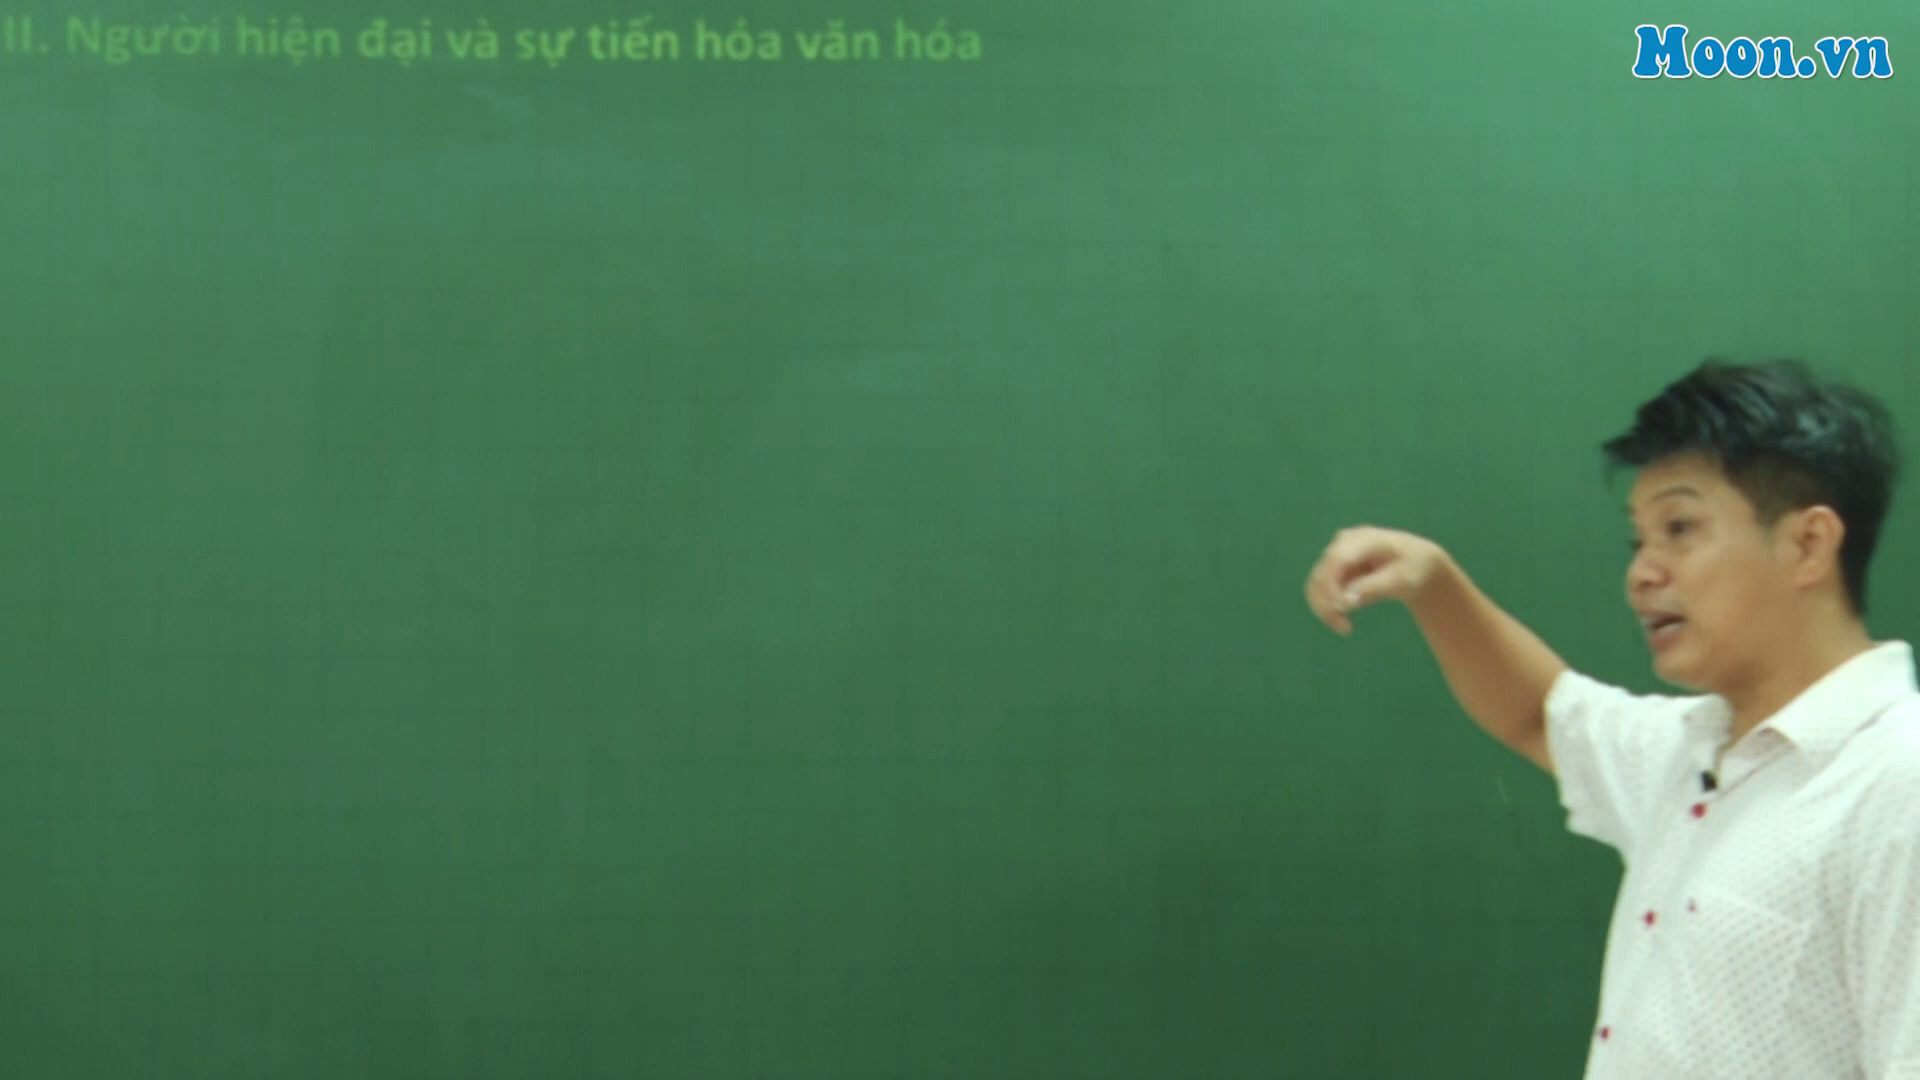 II. Người hiện đại và sự tiến hóa văn hóa
Moon.vn